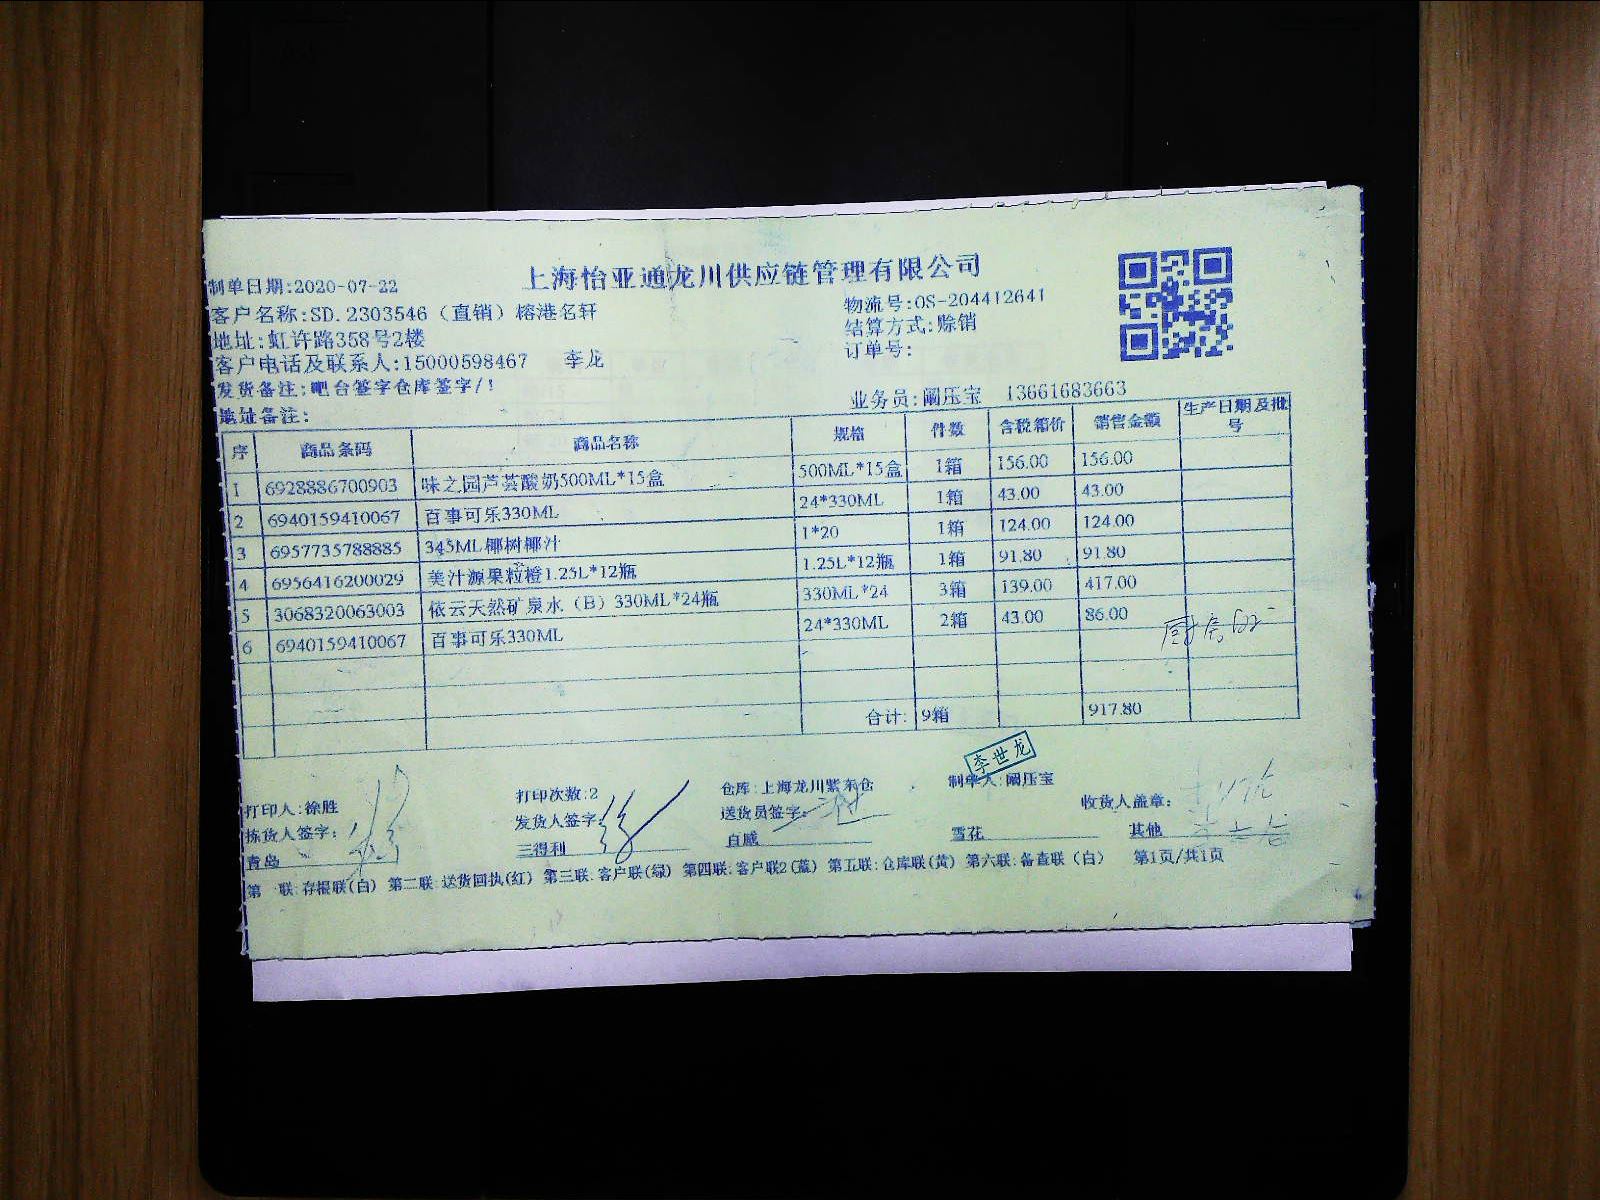 上海怡亚通龙川供应链管理有限公司
制单日期:2020-07-22
客户名称:SD.2303546（直销）榕港名轩
物流号:OS-204412641
地址:虹许路358号2楼
结算方式:赊销
客户电话及联系人:15000598467 李龙
订单号:
发货备注:吧台签字仓库签字/!
业务员:阚压宝 13661683663
地址备注:
序 商品条码 商品名称 规格 件数 含税箱价 销售金额 生产日期及批号
1 6928886700903 味之园芦荟酸奶500ML*15盒 500ML*15盒 1箱 156.00 156.00
2 6940159410067 百事可乐330ML 24*330ML 1箱 43.00 43.00
3 6957735788885 345ML椰树椰汁 1*20 1箱 124.00 124.00
4 6956416200029 美汁源果粒橙1.25L*12瓶 1.25L*12瓶 1箱 91.80 91.80
5 3068320063003 依云天然矿泉水（B）330ML*24瓶 330ML*24 3箱 139.00 417.00
6 6940159410067 百事可乐330ML 24*330ML 2箱 43.00 86.00
厨房
合计: 9箱 917.80
李世龙
打印人:徐胜 打印次数:2 仓库:上海龙川紫东仓 制单人:阚压宝
拣货人签字: 发货人签字: 送货员签字: 收货人盖章:
青岛 三得利 百威 雪花 其他
第一联:存根联(白) 第二联:送货回执(红) 第三联:客户联(绿) 第四联:客户联2(蓝) 第五联:仓库联(黄) 第六联:备查联（白） 第1页/共1页